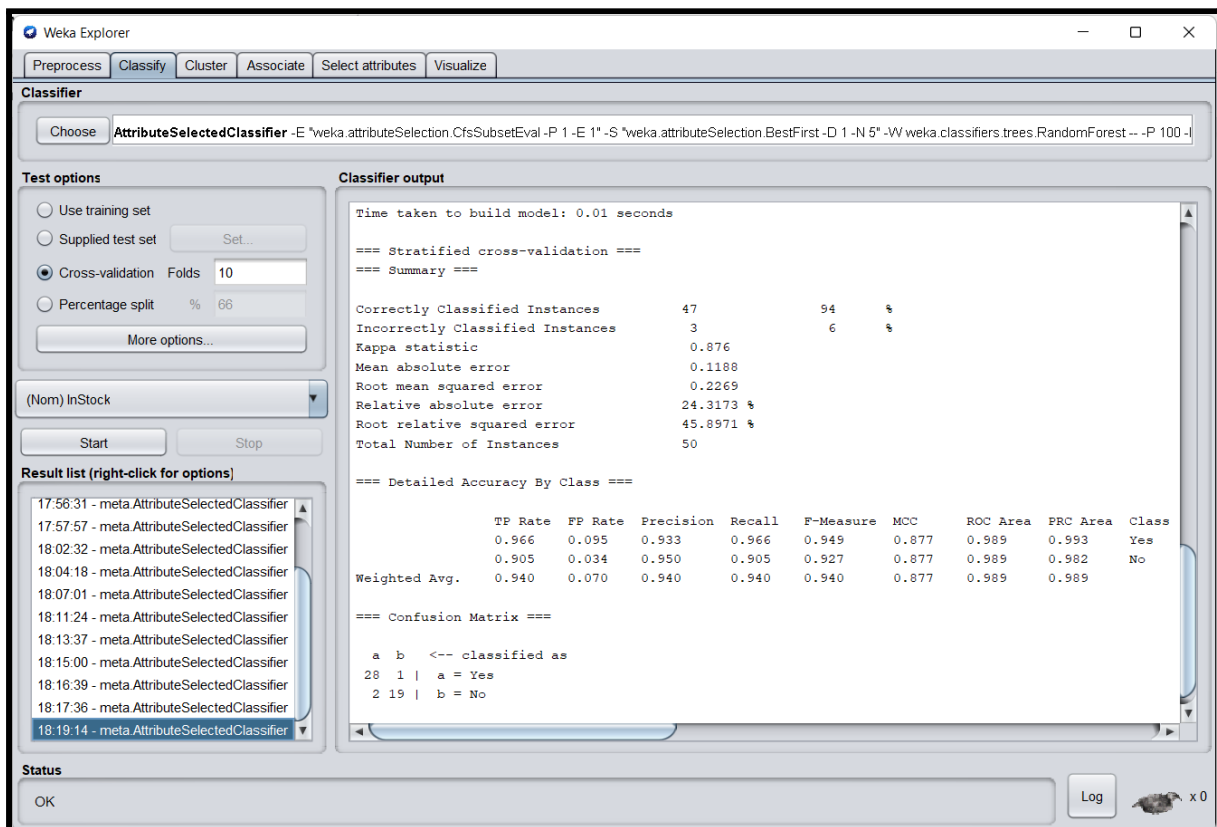 Weka Explorer
Preprocess Classify Cluster Associate Select attributes Visualize
Classifier
Choose AttributeSelectedClassifier -E "weka.attributeSelection.CfsSubsetEval -P 1 -E 1" -S "weka.attributeSelection.BestFirst -D 1 -N 5" -W weka.classifiers.trees.RandomForest -- -P 100 -I
Test options
Use training set
Supplied test set Set...
Cross-validation Folds 10
Percentage split % 66
More options...
(Nom) InStock
Start Stop
Result list (right-click for options)
17:56:31 - meta.AttributeSelectedClassifier
17:57:57 - meta.AttributeSelectedClassifier
18:02:32 - meta.AttributeSelectedClassifier
18:04:18 - meta.AttributeSelectedClassifier
18:07:01 - meta.AttributeSelectedClassifier
18:11:24 - meta.AttributeSelectedClassifier
18:13:37 - meta.AttributeSelectedClassifier
18:15:00 - meta.AttributeSelectedClassifier
18:16:39 - meta.AttributeSelectedClassifier
18:17:36 - meta.AttributeSelectedClassifier
18:19:14 - meta.AttributeSelectedClassifier
Classifier output
Time taken to build model: 0.01 seconds
=== Stratified cross-validation ===
=== Summary ===
Correctly Classified Instances 47 94 %
Incorrectly Classified Instances 3 6 %
Kappa statistic 0.876
Mean absolute error 0.1188
Root mean squared error 0.2269
Relative absolute error 24.3173 %
Root relative squared error 45.8971 %
Total Number of Instances 50
=== Detailed Accuracy By Class ===
TP Rate FP Rate Precision Recall F-Measure MCC ROC Area PRC Area Class
0.966 0.095 0.933 0.966 0.949 0.877 0.989 0.993 Yes
0.905 0.034 0.950 0.905 0.927 0.877 0.989 0.982 No
Weighted Avg. 0.940 0.070 0.940 0.940 0.940 0.877 0.989 0.989
=== Confusion Matrix ===
a b <-- classified as
28 1 | a = Yes
2 19 | b = No
Status
OK
Log x 0